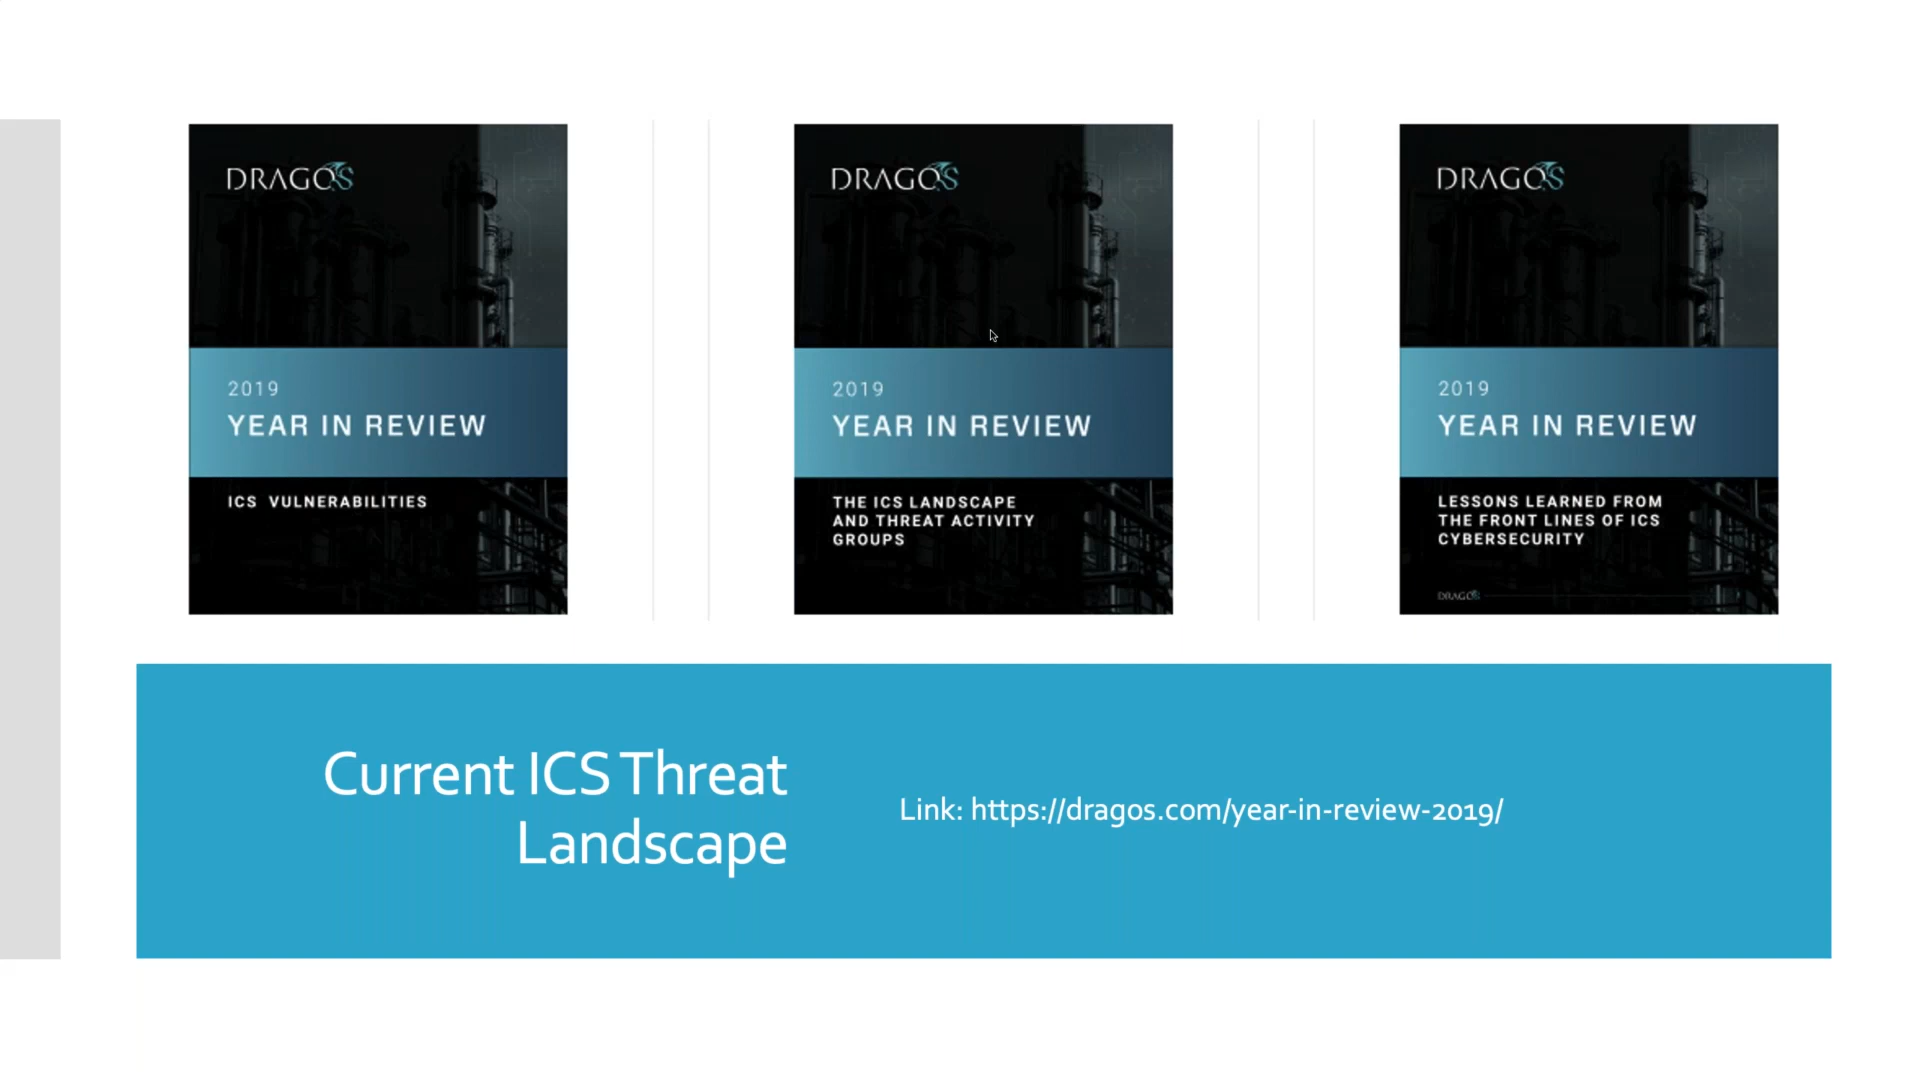 DRAGOS
2019
YEAR IN REVIEW
ICS VULNERABILITIES
DRAGOS
2019
YEAR IN REVIEW
THE ICS LANDSCAPE
AND THREAT ACTIVITY
GROUPS
DRAGOS
2019
YEAR IN REVIEW
LESSONS LEARNED FROM
THE FRONT LINES OF ICS
CYBERSECURITY
DRAGOS
Current ICS Threat
Landscape
Link: https://dragos.com/year-in-review-2019/